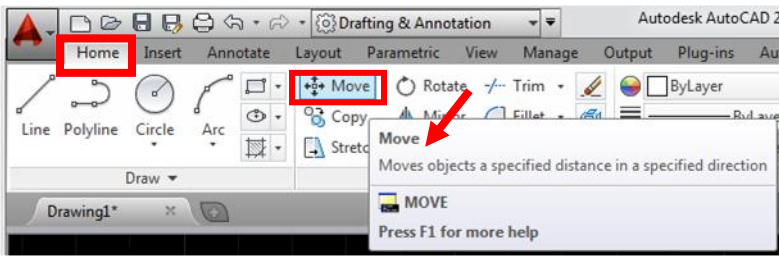 Drafting & Annotation Autodesk AutoCAD 2
Home Insert Annotate Layout Parametric View Manage Output Plug-ins Au
Move Rotate Trim ByLayer
Copy Mirror Fillet
Line Polyline Circle Arc
Stretc
Draw
Move
Moves objects a specified distance in a specified direction
MOVE
Press F1 for more help
Drawing1*